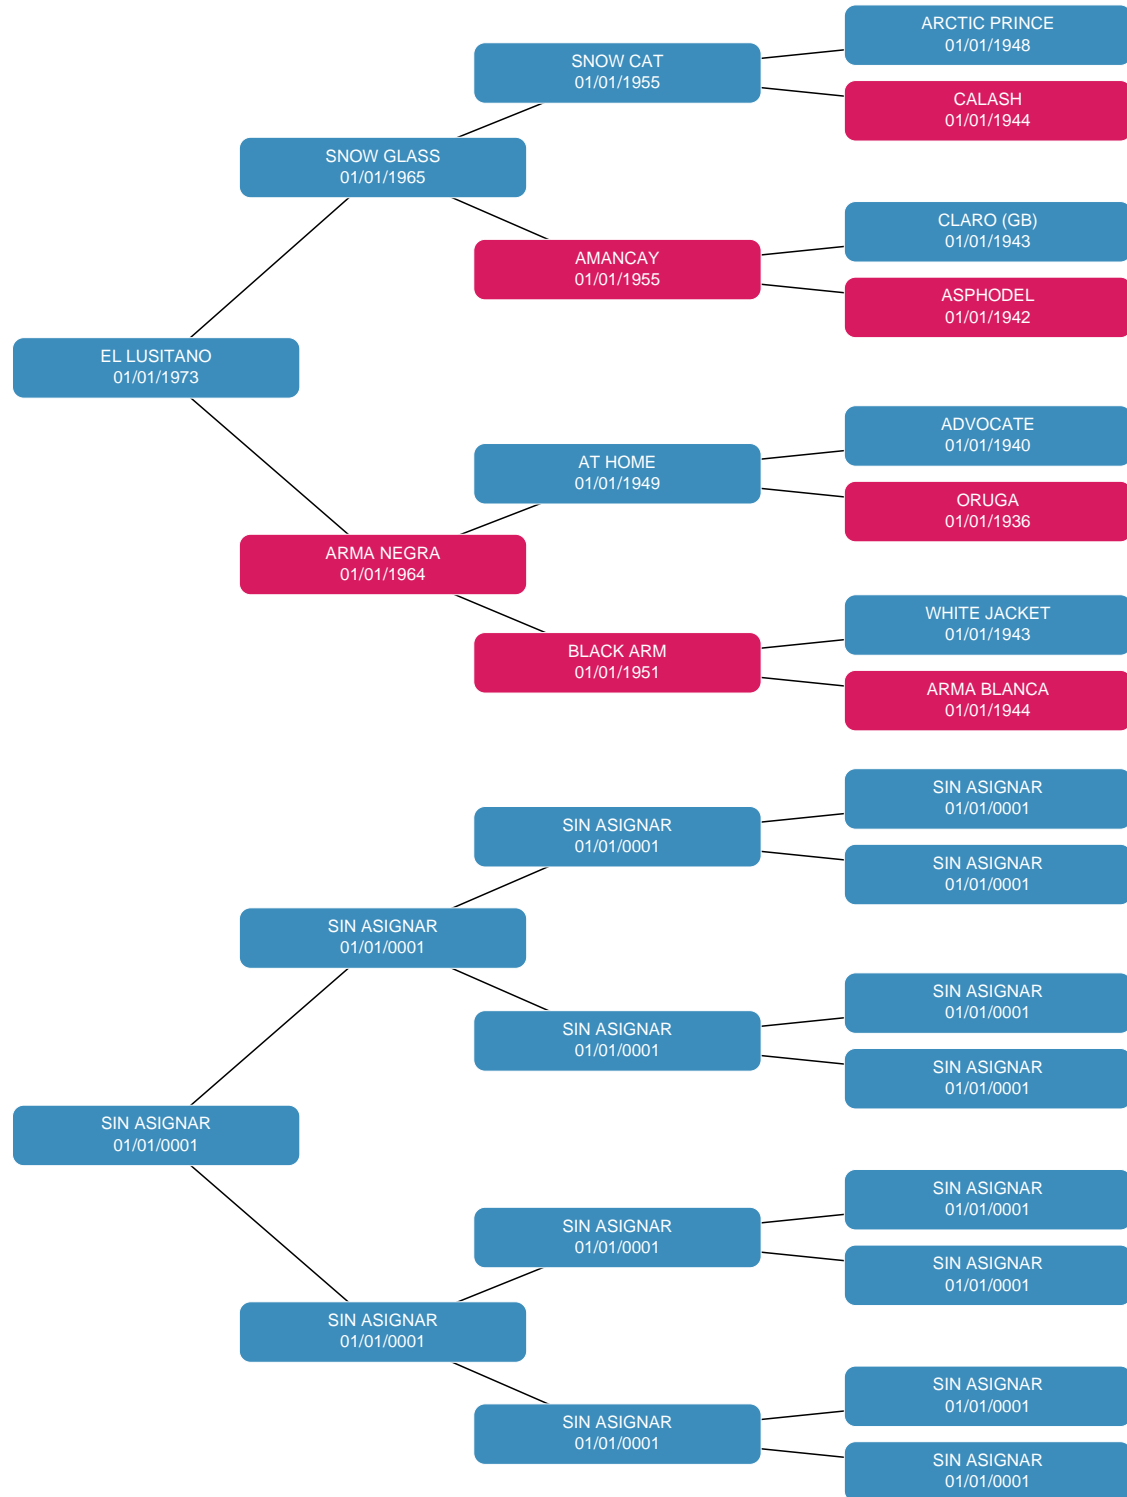 ARCTIC PRINCE
01/01/1948
SNOW CAT
01/01/1955
CALASH
01/01/1944
SNOW GLASS
01/01/1965
CLARO (GB)
01/01/1943
AMANCAY
01/01/1955
ASPHODEL
01/01/1942
EL LUSITANO
01/01/1973
ADVOCATE
01/01/1940
AT HOME
01/01/1949
ORUGA
01/01/1936
ARMA NEGRA
01/01/1964
WHITE JACKET
01/01/1943
BLACK ARM
01/01/1951
ARMA BLANCA
01/01/1944
SIN ASIGNAR
01/01/0001
SIN ASIGNAR
01/01/0001
SIN ASIGNAR
01/01/0001
SIN ASIGNAR
01/01/0001
SIN ASIGNAR
01/01/0001
SIN ASIGNAR
01/01/0001
SIN ASIGNAR
01/01/0001
SIN ASIGNAR
01/01/0001
SIN ASIGNAR
01/01/0001
SIN ASIGNAR
01/01/0001
SIN ASIGNAR
01/01/0001
SIN ASIGNAR
01/01/0001
SIN ASIGNAR
01/01/0001
SIN ASIGNAR
01/01/0001
SIN ASIGNAR
01/01/0001